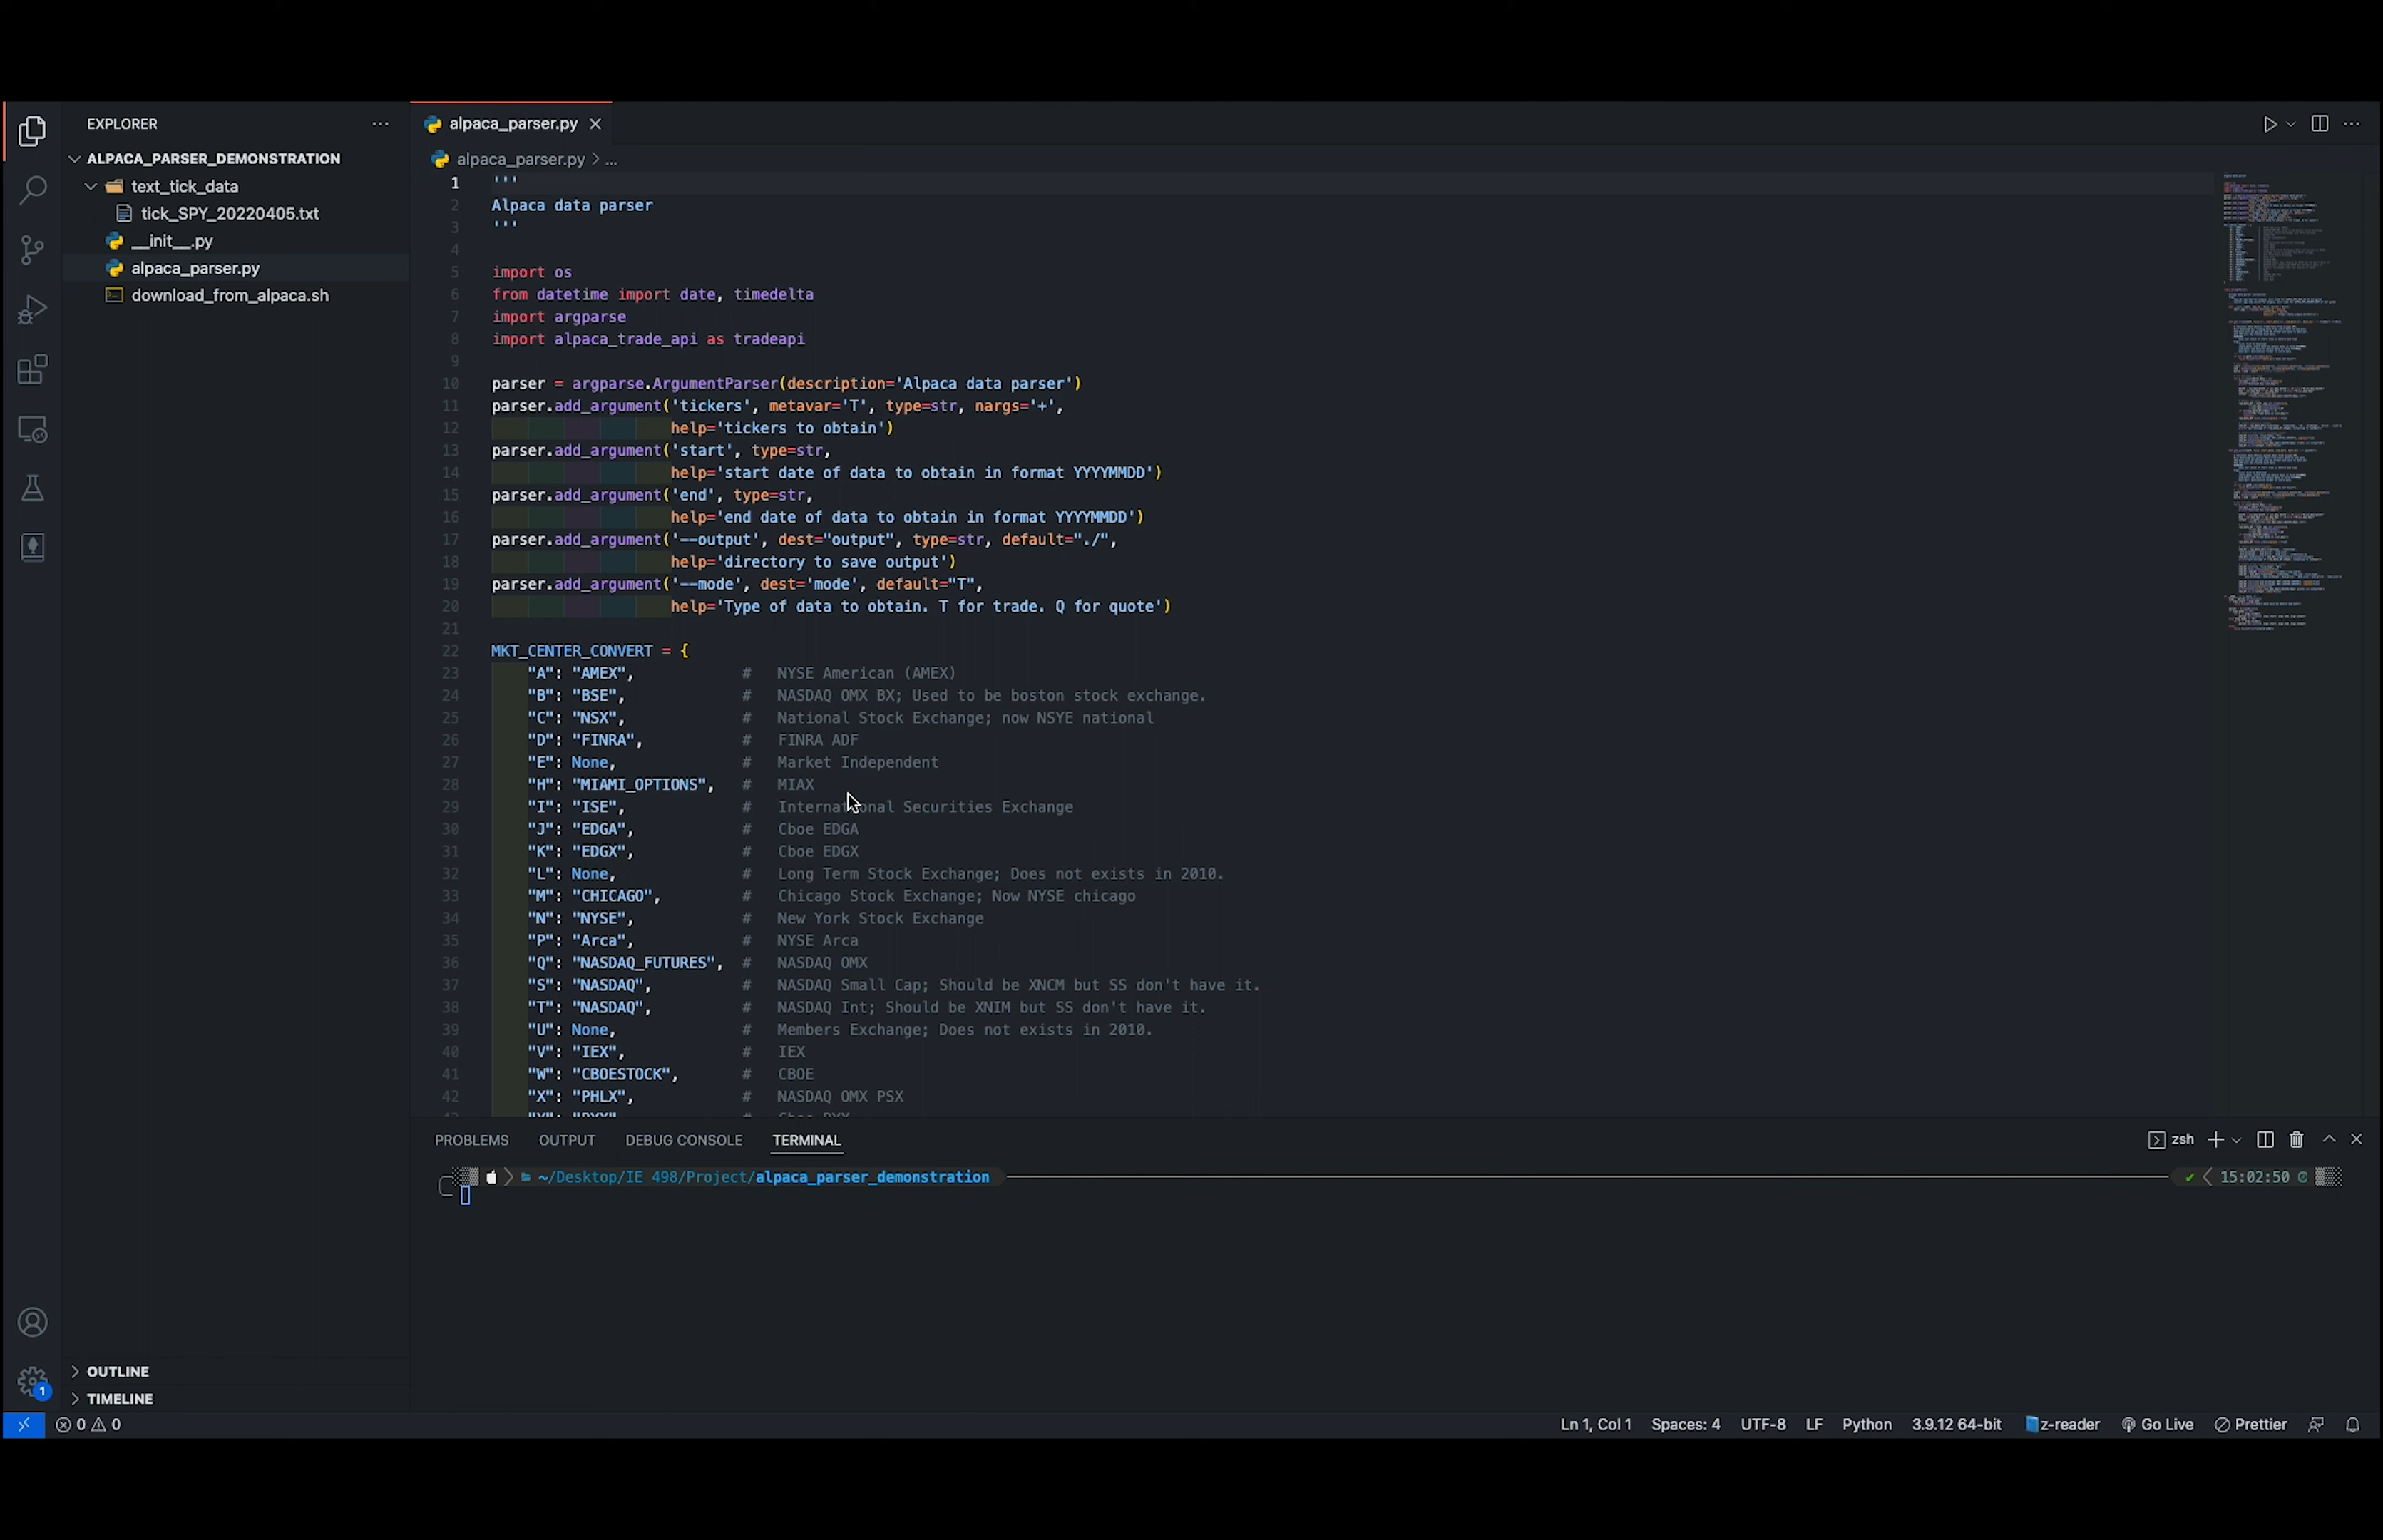 EXPLORER
ALPACA_PARSER_DEMONSTRATION
text_tick_data
tick_SPY_20220405.txt
__init__.py
alpaca_parser.py
download_from_alpaca.sh
OUTLINE
TIMELINE
alpaca_parser.py
alpaca_parser.py > ...
1 '''
2 Alpaca data parser
3 '''
4
5 import os
6 from datetime import date, timedelta
7 import argparse
8 import alpaca_trade_api as tradeapi
9
10 parser = argparse.ArgumentParser(description='Alpaca data parser')
11 parser.add_argument('tickers', metavar='T', type=str, nargs='+',
12 help='tickers to obtain')
13 parser.add_argument('start', type=str,
14 help='start date of data to obtain in format YYYYMMDD')
15 parser.add_argument('end', type=str,
16 help='end date of data to obtain in format YYYYMMDD')
17 parser.add_argument('--output', dest="output", type=str, default="./",
18 help='directory to save output')
19 parser.add_argument('--mode', dest='mode', default="T",
20 help='Type of data to obtain. T for trade. Q for quote')
21
22 MKT_CENTER_CONVERT = {
23 "A": "AMEX", # NYSE American (AMEX)
24 "B": "BSE", # NASDAQ OMX BX; Used to be boston stock exchange.
25 "C": "NSX", # National Stock Exchange; now NSYE national
26 "D": "FINRA", # FINRA ADF
27 "E": None, # Market Independent
28 "H": "MIAMI_OPTIONS", # MIAX
29 "I": "ISE", # International Securities Exchange
30 "J": "EDGA", # Cboe EDGA
31 "K": "EDGX", # Cboe EDGX
32 "L": None, # Long Term Stock Exchange; Does not exists in 2010.
33 "M": "CHICAGO", # Chicago Stock Exchange; Now NYSE chicago
34 "N": "NYSE", # New York Stock Exchange
35 "P": "Arca", # NYSE Arca
36 "Q": "NASDAQ_FUTURES", # NASDAQ OMX
37 "S": "NASDAQ", # NASDAQ Small Cap; Should be XNCM but SS don't have it.
38 "T": "NASDAQ", # NASDAQ Int; Should be XNIM but SS don't have it.
39 "U": None, # Members Exchange; Does not exists in 2010.
40 "V": "IEX", # IEX
41 "W": "CBOESTOCK", # CBOE
42 "X": "PHLX", # NASDAQ OMX PSX
PROBLEMS OUTPUT DEBUG CONSOLE TERMINAL zsh
~/Desktop/IE 498/Project/alpaca_parser_demonstration 15:02:50
1
0 0 Ln 1, Col 1 Spaces: 4 UTF-8 LF Python 3.9.12 64-bit z-reader Go Live Prettier